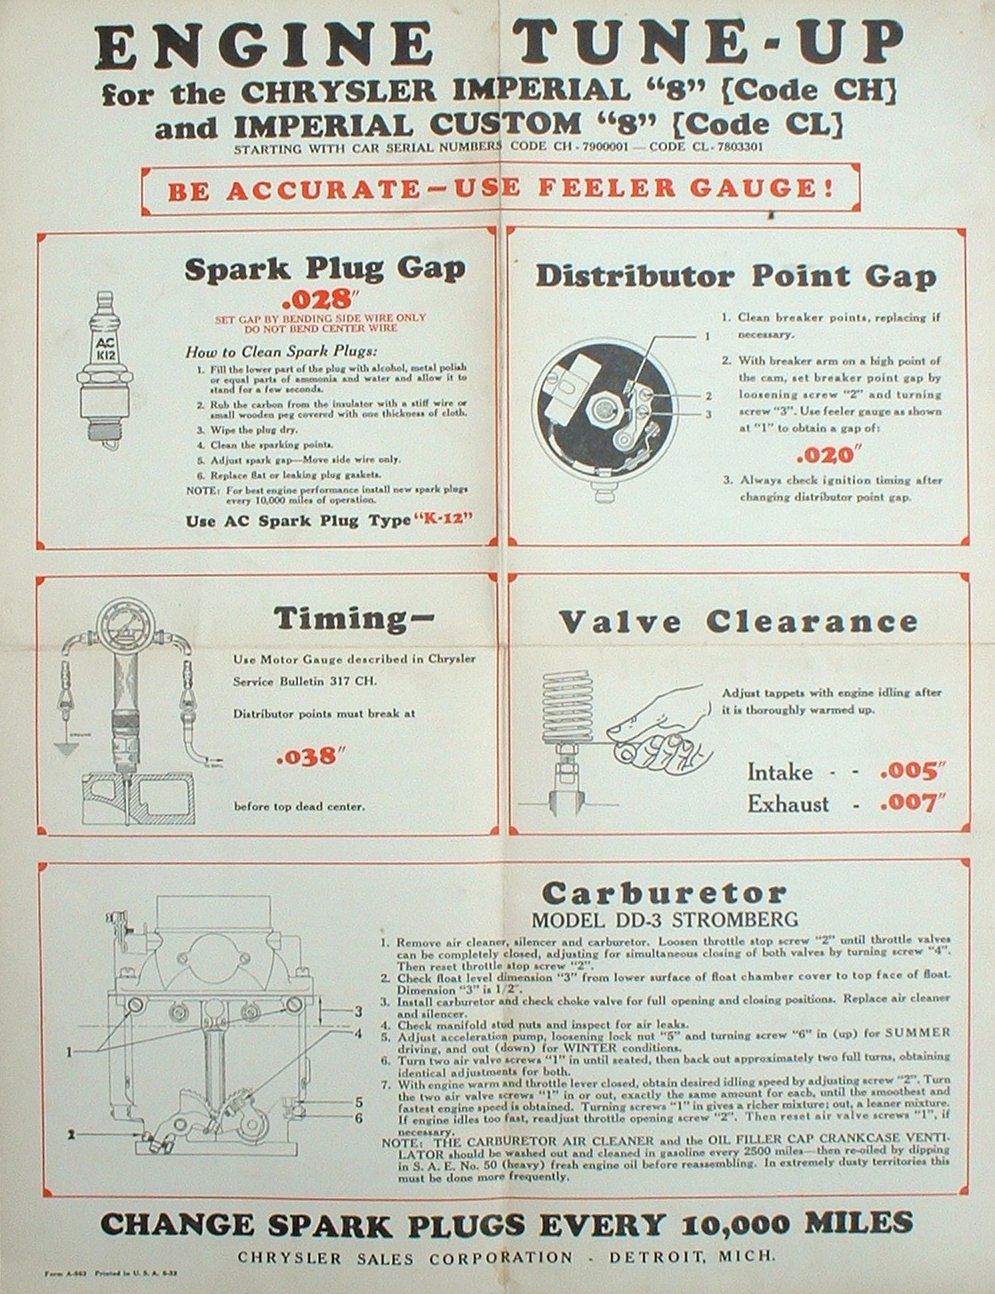 ENGINE TUNE-UP
for the CHRYSLER IMPERIAL “8” [Code CH]
and IMPERIAL CUSTOM “8” [Code CL]
STARTING WITH CAR SERIAL NUMBERS CODE CH - 7900001 — CODE CL - 7803301
BE ACCURATE—USE FEELER GAUGE!
Spark Plug Gap
.028"
SET GAP BY BENDING SIDE WIRE ONLY
DO NOT BEND CENTER WIRE
AC
K12
How to Clean Spark Plugs:
1. Fill the lower part of the plug with alcohol, metal polish
or equal parts of ammonia and water and allow it to
stand for a few seconds.
2. Rub the carbon from the insulator with a stiff wire or
small wooden peg covered with one thickness of cloth.
3. Wipe the plug dry.
4. Clean the sparking points.
5. Adjust spark gap—Move side wire only.
6. Replace flat or leaking plug gaskets.
NOTE: For best engine performance install new spark plugs
every 10,000 miles of operation.
Use AC Spark Plug Type “K-12”
Distributor Point Gap
1
2
3
1. Clean breaker points, replacing if
necessary.
2. With breaker arm on a high point of
the cam, set breaker point gap by
loosening screw “2” and turning
screw “3”. Use feeler gauge as shown
at “1” to obtain a gap of:
.020"
3. Always check ignition timing after
changing distributor point gap.
Timing—
Use Motor Gauge described in Chrysler
Service Bulletin 317 CH.
Distributor points must break at
.038"
before top dead center.
GROUND
TO COIL
Valve Clearance
Adjust tappets with engine idling after
it is thoroughly warmed up.
Intake - - .005"
Exhaust - .007"
Carburetor
MODEL DD-3 STROMBERG
1
2
3
4
5
6
1. Remove air cleaner, silencer and carburetor. Loosen throttle stop screw “2” until throttle valves
can be completely closed, adjusting for simultaneous closing of both valves by turning screw “4”.
Then reset throttle stop screw “2”.
2. Check float level dimension “3” from lower surface of float chamber cover to top face of float.
Dimension “3” is 1/2".
3. Install carburetor and check choke valve for full opening and closing positions. Replace air cleaner
and silencer.
4. Check manifold stud nuts and inspect for air leaks.
5. Adjust acceleration pump, loosening lock nut “5” and turning screw “6” in (up) for SUMMER
driving, and out (down) for WINTER conditions.
6. Turn two air valve screws “1” in until seated, then back out approximately two full turns, obtaining
identical adjustments for both.
7. With engine warm and throttle lever closed, obtain desired idling speed by adjusting screw “2”. Turn
the two air valve screws “1” in or out, exactly the same amount for each, until the smoothest and
fastest engine speed is obtained. Turning screws “1” in gives a richer mixture; out, a leaner mixture.
If engine idles too fast, readjust throttle opening screw “2”. Then reset air valve screws “1”, if
necessary.
NOTE: THE CARBURETOR AIR CLEANER and the OIL FILLER CAP CRANKCASE VENTI-
LATOR should be washed out and cleaned in gasoline every 2500 miles—then re-oiled by dipping
in S. A. E. No. 50 (heavy) fresh engine oil before reassembling. In extremely dusty territories this
must be done more frequently.
CHANGE SPARK PLUGS EVERY 10,000 MILES
CHRYSLER SALES CORPORATION - DETROIT, MICH.
Form A-863 Printed in U. S. A. 8-32